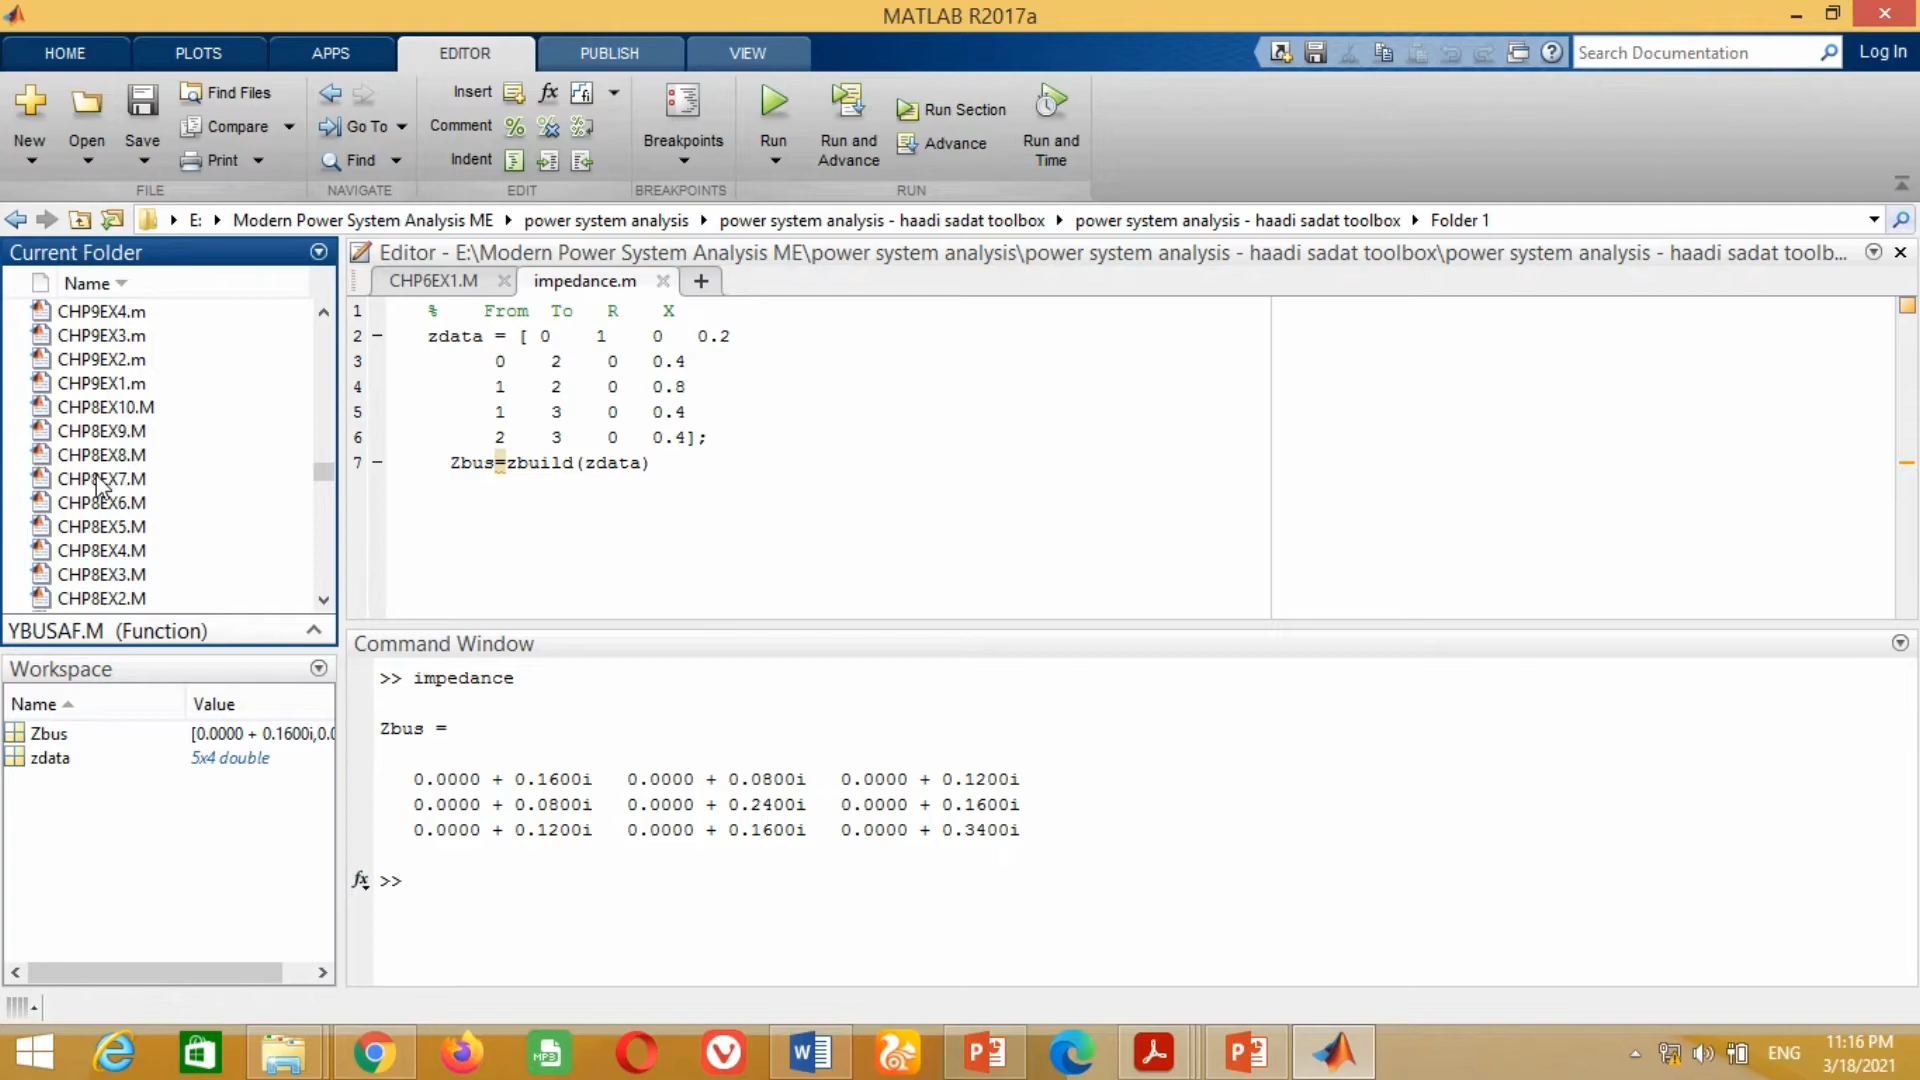 MATLAB R2017a
HOME PLOTS APPS EDITOR PUBLISH VIEW Search Documentation Log In
New Open Save Find Files Compare Print Go To Find Insert Comment Indent Breakpoints Run Run and Advance Run Section Advance Run and Time
FILE NAVIGATE EDIT BREAKPOINTS RUN
E: Modern Power System Analysis ME power system analysis power system analysis - haadi sadat toolbox power system analysis - haadi sadat toolbox Folder 1
Current Folder
Name
CHP9EX4.m
CHP9EX3.m
CHP9EX2.m
CHP9EX1.m
CHP8EX10.M
CHP8EX9.M
CHP8EX8.M
CHP8EX7.M
CHP8EX6.M
CHP8EX5.M
CHP8EX4.M
CHP8EX3.M
CHP8EX2.M
YBUSAF.M (Function)
Workspace
Name Value
Zbus [0.0000 + 0.1600i,0.0
zdata 5x4 double
Editor - E:\Modern Power System Analysis ME\power system analysis\power system analysis - haadi sadat toolbox\power system analysis - haadi sadat toolb...
CHP6EX1.M impedance.m
1 % From To R X
2 – zdata = [ 0 1 0 0.2
3 0 2 0 0.4
4 1 2 0 0.8
5 1 3 0 0.4
6 2 3 0 0.4];
7 – Zbus=zbuild(zdata)
Command Window
>> impedance
Zbus =
0.0000 + 0.1600i 0.0000 + 0.0800i 0.0000 + 0.1200i
0.0000 + 0.0800i 0.0000 + 0.2400i 0.0000 + 0.1600i
0.0000 + 0.1200i 0.0000 + 0.1600i 0.0000 + 0.3400i
fx >>
MP3
ENG
11:16 PM
3/18/2021